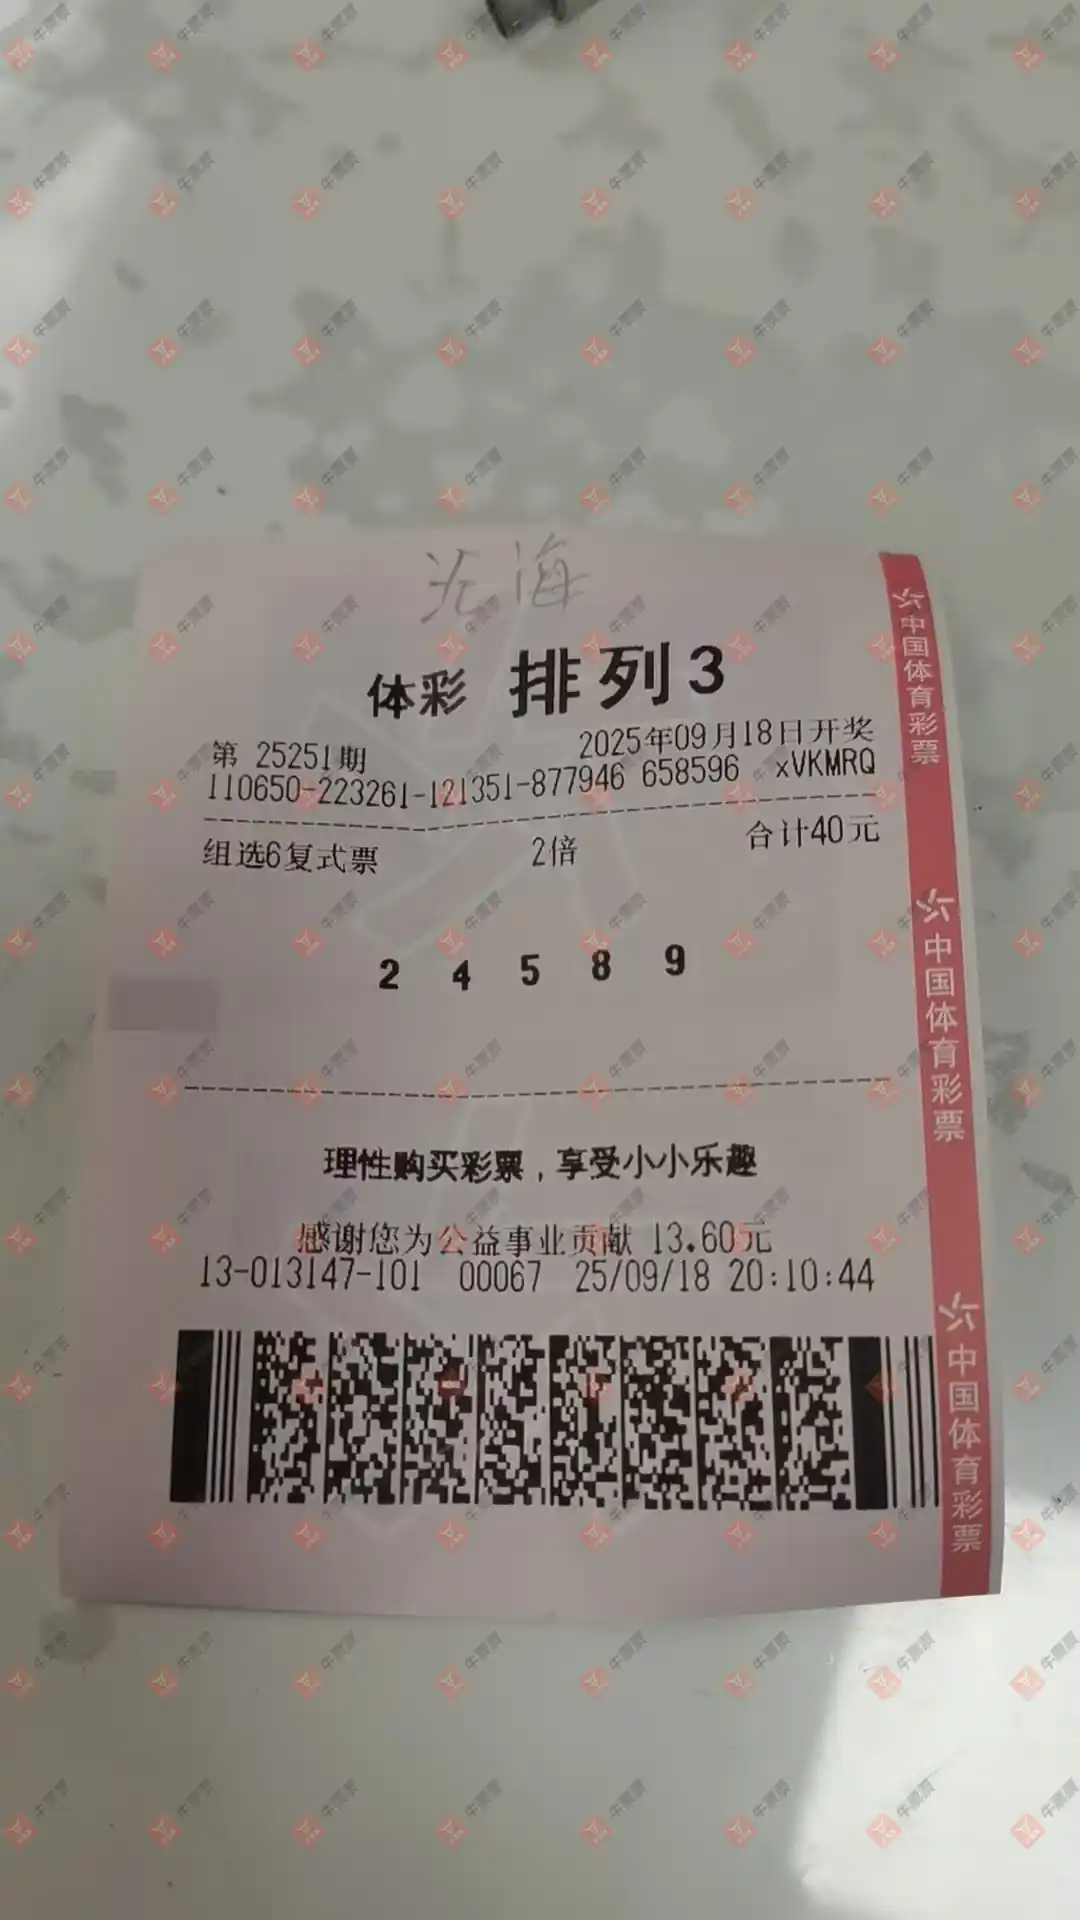 沧海
体彩 排列3
第 25251期 2025年09月18日开奖
110650-223261-121351-877946 658596 xVKMRQ
组选6复式票 2倍 合计40元
2 4 5 8 9
理性购买彩票，享受小小乐趣
感谢您为公益事业贡献 13.60元
13-013147-101 00067 25/09/18 20:10:44
中国体育彩票
中国体育彩票
中国体育彩票
牛票票